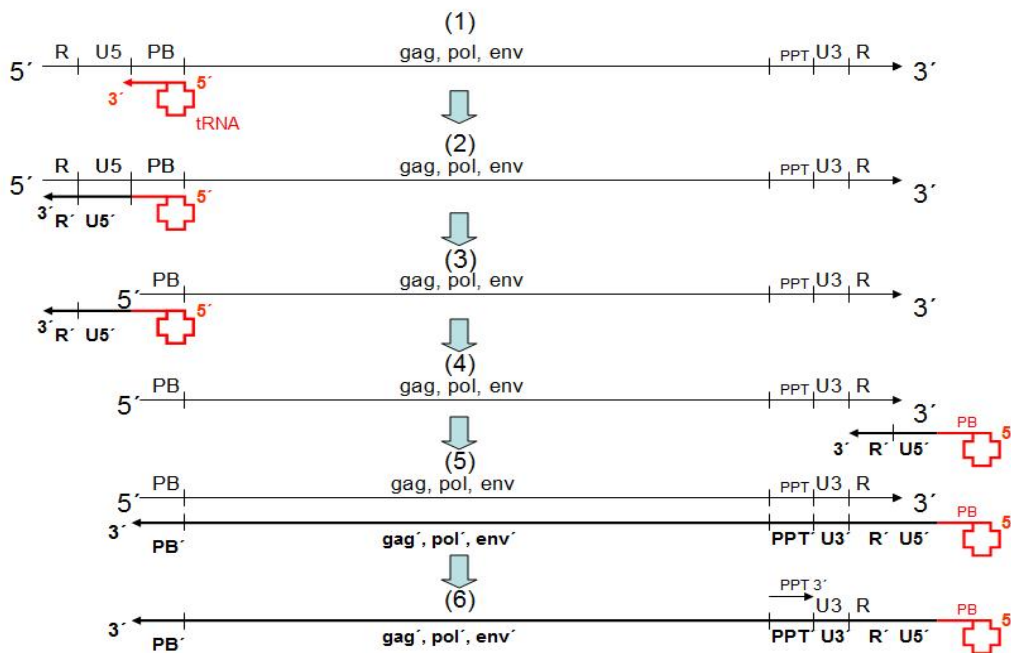 (1)
R U5 PB gag, pol, env PPT U3 R
5´ 3´
3´ 5´
tRNA
(2)
R U5 PB gag, pol, env PPT U3 R
5´ 3´
3´ R´ U5´ 5´
(3)
PB gag, pol, env PPT U3 R
5´ 3´
3´ R´ U5´ 5´
(4)
PB gag, pol, env PPT U3 R
5´ 3´
PB 5
3´ R´ U5´
(5)
PB gag, pol, env PPT U3 R
5´ 3´
PB 5
3´
PB´ gag´, pol´, env´ PPT´ U3´ R´ U5´
(6)
PPT 3´
U3 R
PB 5
3´
PB´ gag´, pol´, env´ PPT´ U3´ R´ U5´